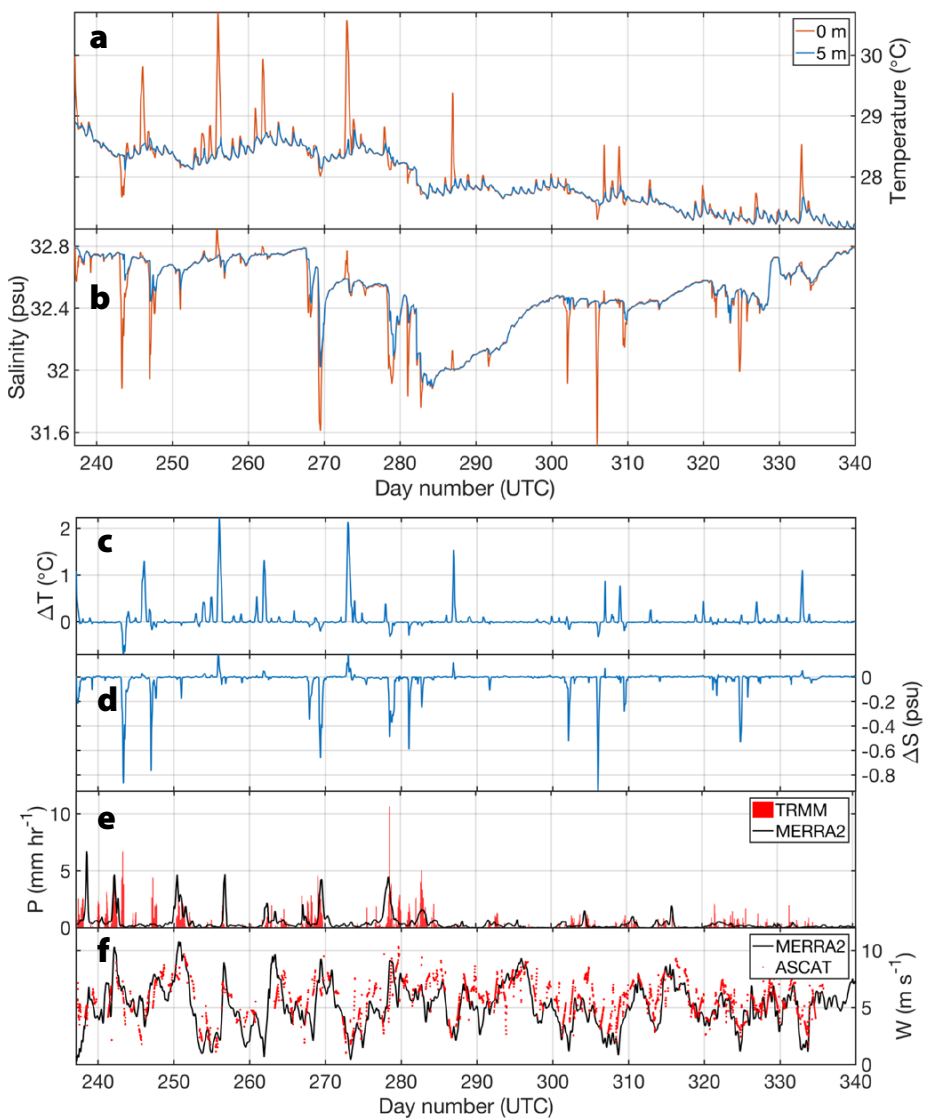 a
0 m
5 m
30
29
28
Temperature (°C)
b
32.8
32.4
32
31.6
Salinity (psu)
240 250 260 270 280 290 300 310 320 330 340
Day number (UTC)
c
2
1
0
ΔT (°C)
d
0
-0.2
-0.4
-0.6
-0.8
ΔS (psu)
e
TRMM
MERRA2
10
5
0
P (mm hr-1)
f
MERRA2
ASCAT
10
5
0
W (m s-1)
240 250 260 270 280 290 300 310 320 330 340
Day number (UTC)